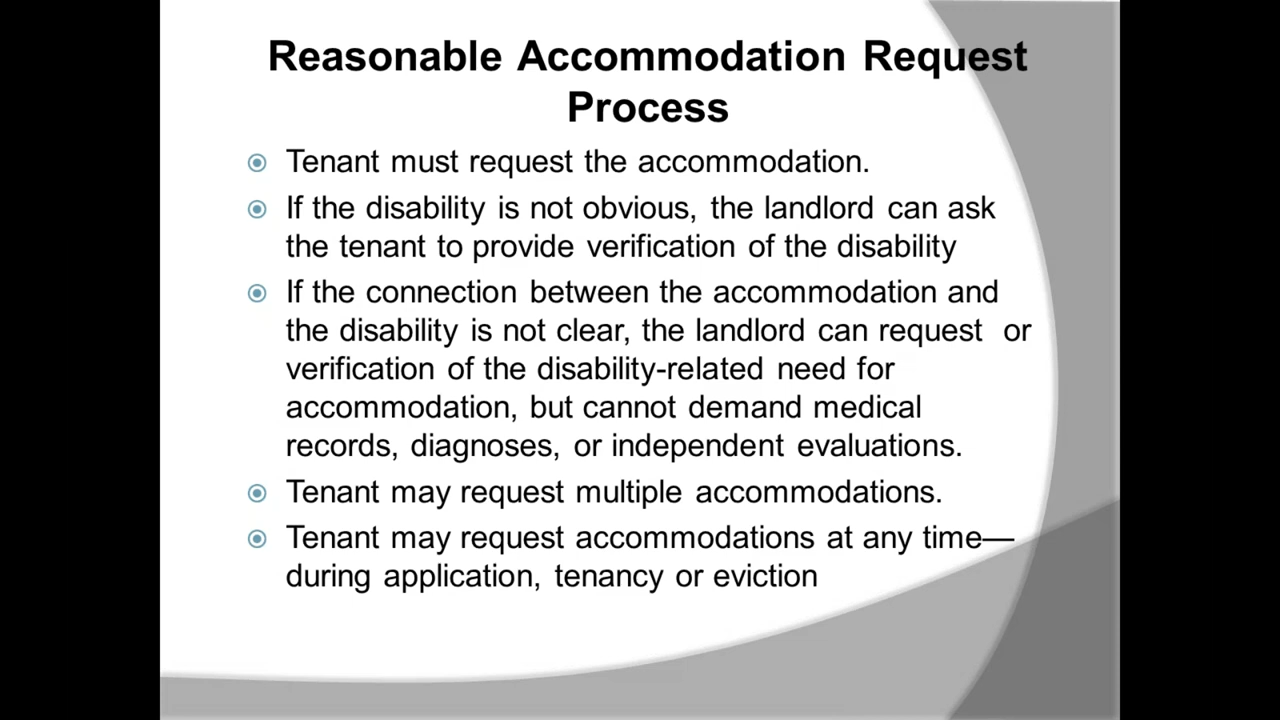 Reasonable Accommodation Request
Process
Tenant must request the accommodation.
If the disability is not obvious, the landlord can ask
the tenant to provide verification of the disability
If the connection between the accommodation and
the disability is not clear, the landlord can request or
verification of the disability-related need for
accommodation, but cannot demand medical
records, diagnoses, or independent evaluations.
Tenant may request multiple accommodations.
Tenant may request accommodations at any time—
during application, tenancy or eviction